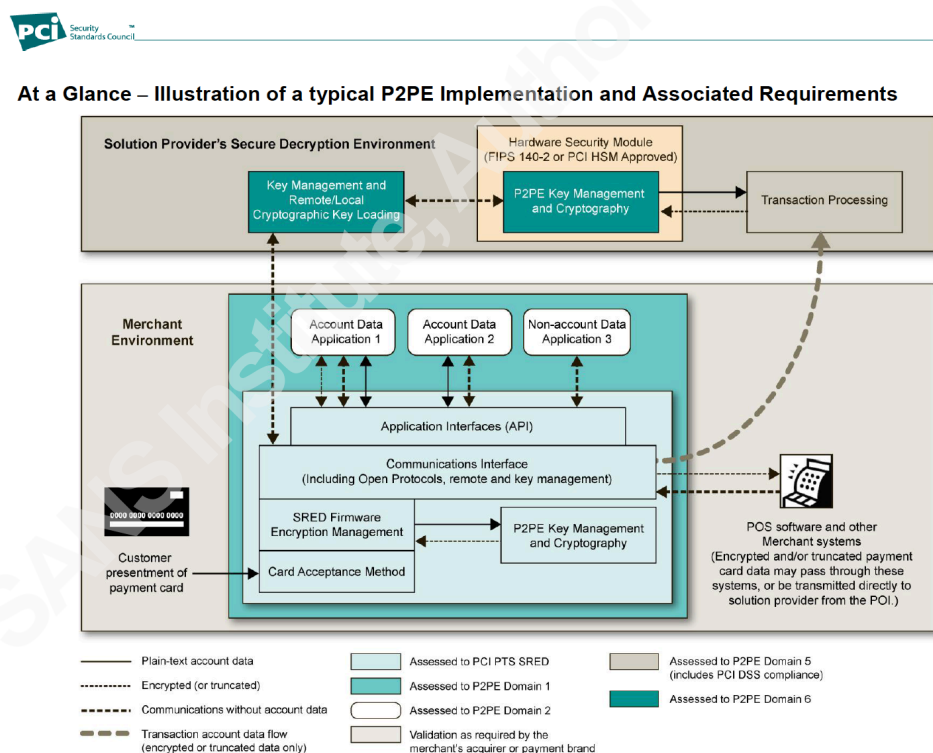 PCI Security
Standards Council
™
At a Glance – Illustration of a typical P2PE Implementation and Associated Requirements
Solution Provider's Secure Decryption Environment
Hardware Security Module
(FIPS 140-2 or PCI HSM Approved)
Key Management and
Remote/Local
Cryptographic Key Loading
P2PE Key Management
and Cryptography
Transaction Processing
Merchant
Environment
Account Data
Application 1
Account Data
Application 2
Non-account Data
Application 3
Application Interfaces (API)
Communications Interface
(Including Open Protocols, remote and key management)
SRED Firmware
Encryption Management
P2PE Key Management
and Cryptography
Card Acceptance Method
0000 0000 0000 0000
Customer
presentment of
payment card
POS software and other
Merchant systems
(Encrypted and/or truncated payment
card data may pass through these
systems, or be transmitted directly to
solution provider from the POI.)
Plain-text account data
Encrypted (or truncated)
Communications without account data
Transaction account data flow
(encrypted or truncated data only)
Assessed to PCI PTS SRED
Assessed to P2PE Domain 1
Assessed to P2PE Domain 2
Validation as required by the
merchant's acquirer or payment brand
Assessed to P2PE Domain 5
(includes PCI DSS compliance)
Assessed to P2PE Domain 6
SANS Institute, Author